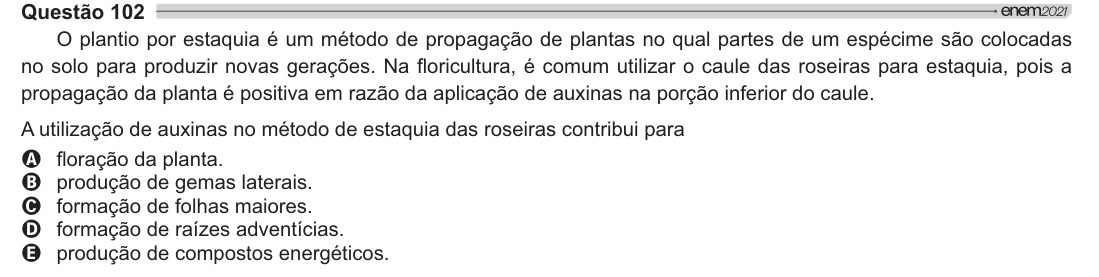 Questão 102 enem2021
O plantio por estaquia é um método de propagação de plantas no qual partes de um espécime são colocadas
no solo para produzir novas gerações. Na floricultura, é comum utilizar o caule das roseiras para estaquia, pois a
propagação da planta é positiva em razão da aplicação de auxinas na porção inferior do caule.
A utilização de auxinas no método de estaquia das roseiras contribui para
A floração da planta.
B produção de gemas laterais.
C formação de folhas maiores.
D formação de raízes adventícias.
E produção de compostos energéticos.